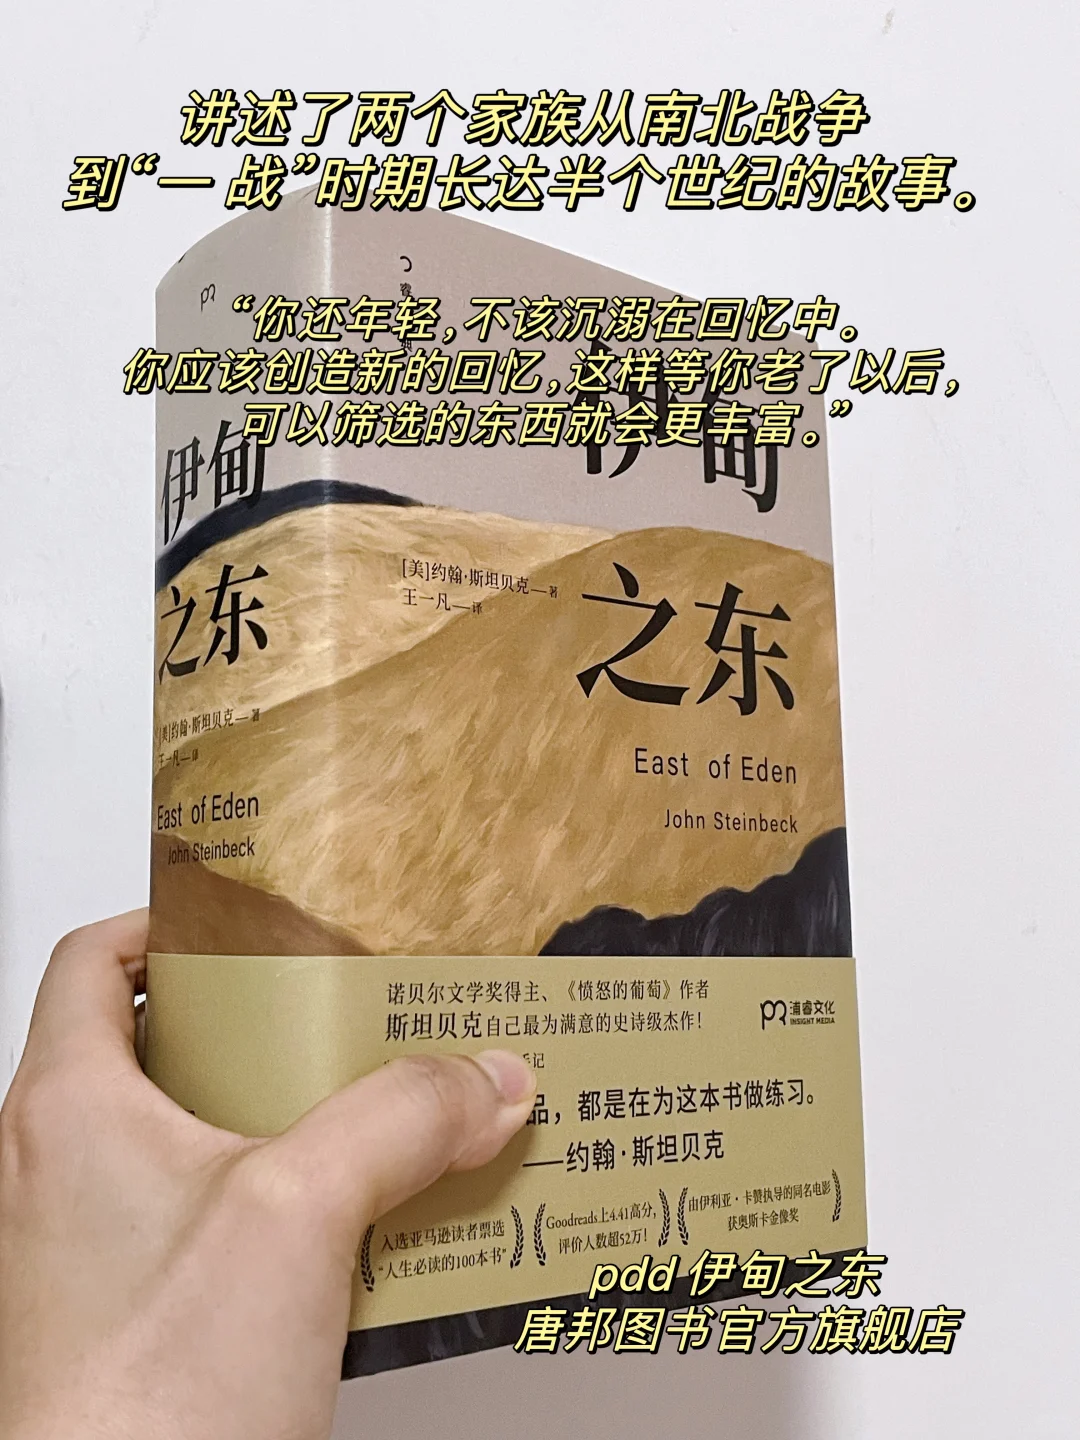 讲述了两个家族从南北战争
到“一 战”时期长达半个世纪的故事。
“你还年轻,不该沉溺在回忆中。
你应该创造新的回忆,这样等你老了以后,
可以筛选的东西就会更丰富。”
伊甸
之东
[美]约翰·斯坦贝克—著
王一凡—译
East of Eden
John Steinbeck
伊甸
之东
[美]约翰·斯坦贝克—著
王一凡—译
East of Eden
John Steinbeck
诺贝尔文学奖得主、《愤怒的葡萄》作者
斯坦贝克自己最为满意的史诗级杰作!
浦睿文化
INSIGHT MEDIA
手记
品，都是在为这本书做练习。
——约翰·斯坦贝克
入选亚马逊读者票选
“人生必读的100本书”
Goodreads上4.41高分,
评价人数超52万!
由伊利亚·卡赞执导的同名电影
获奥斯卡金像奖
pdd 伊甸之东
唐邦图书官方旗舰店